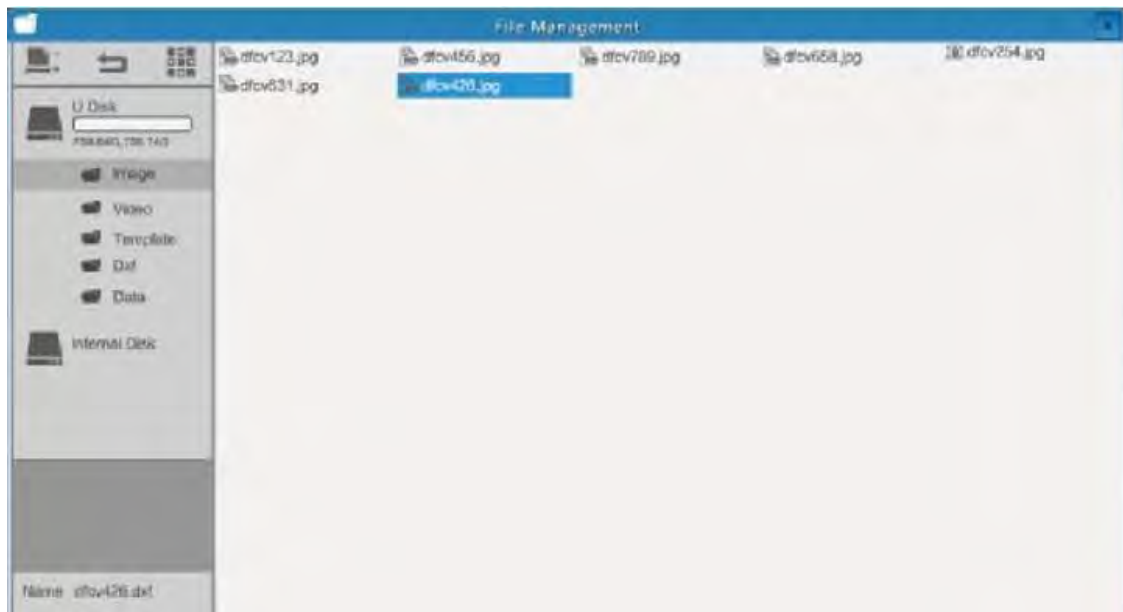 File Management
dfcv123.jpg dfcv456.jpg dfcv789.jpg dfcv658.jpg dfcv254.jpg
dfcv631.jpg dfcv426.jpg
U Disk
Image
Video
Template
Dxf
Data
Internal Disk
Name dfcv426.dxf